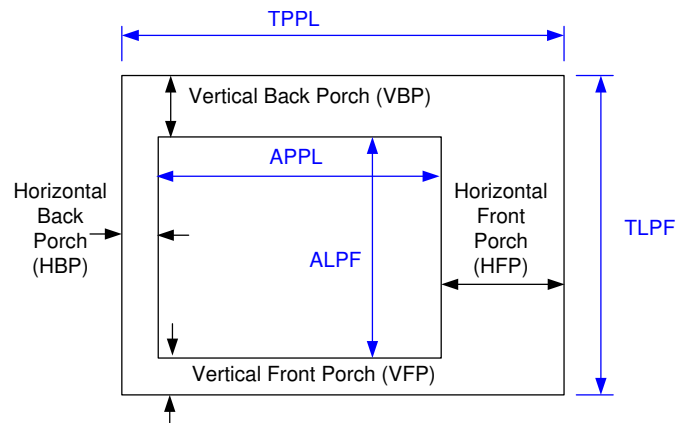 TPPL
Vertical Back Porch (VBP)
APPL
Horizontal
Back
Porch
(HBP)
Horizontal
Front
Porch
(HFP)
TLPF
ALPF
Vertical Front Porch (VFP)